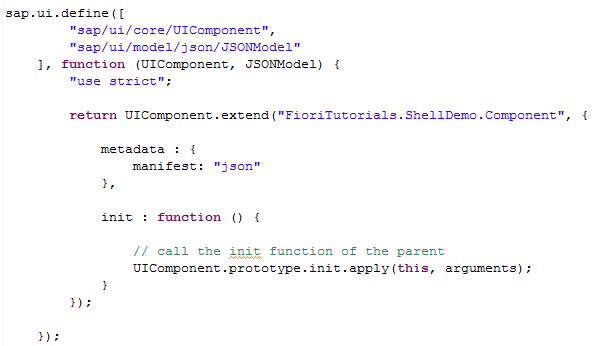 sap.ui.define([
        "sap/ui/core/UIComponent",
        "sap/ui/model/json/JSONModel"
    ], function (UIComponent, JSONModel) {
        "use strict";
        return UIComponent.extend("FioriTutorials.ShellDemo.Component", {
            metadata : {
                manifest: "json"
            },
            init : function () {
                // call the init function of the parent
                UIComponent.prototype.init.apply(this, arguments);
            }
        });
    });